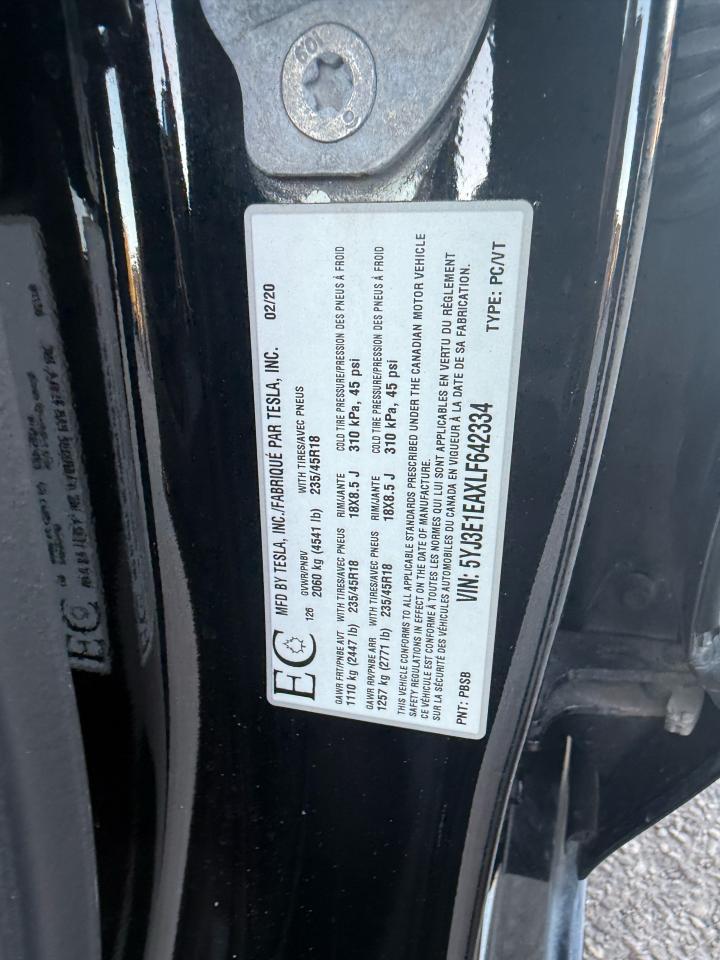 109
9
MFD BY TESLA, INC./FABRIQUÉ PAR TESLA, INC. 02/20
EC
126
GVWR/PNBV WITH TIRES/AVEC PNEUS
2060 kg (4541 lb) 235/45R18
GAWR FRT/PNBE AVT WITH TIRES/AVEC PNEUS RIM/JANTE COLD TIRE PRESSURE/PRESSION DES PNEUS À FROID
1110 kg (2447 lb) 235/45R18 18X8.5 J 310 kPa, 45 psi
GAWR RR/PNBE ARR WITH TIRES/AVEC PNEUS RIM/JANTE COLD TIRE PRESSURE/PRESSION DES PNEUS À FROID
1257 kg (2771 lb) 235/45R18 18X8.5 J 310 kPa, 45 psi
THIS VEHICLE CONFORMS TO ALL APPLICABLE STANDARDS PRESCRIBED UNDER THE CANADIAN MOTOR VEHICLE
SAFETY REGULATIONS IN EFFECT ON THE DATE OF MANUFACTURE.
CE VÉHICULE EST CONFORME À TOUTES LES NORMES QUI LUI SONT APPLICABLES EN VERTU DU RÈGLEMENT
SUR LA SÉCURITÉ DES VÉHICULES AUTOMOBILES DU CANADA EN VIGUEUR À LA DATE DE SA FABRICATION.
PNT: PBSB VIN: 5YJ3E1EAXLF642334 TYPE: PC/VT